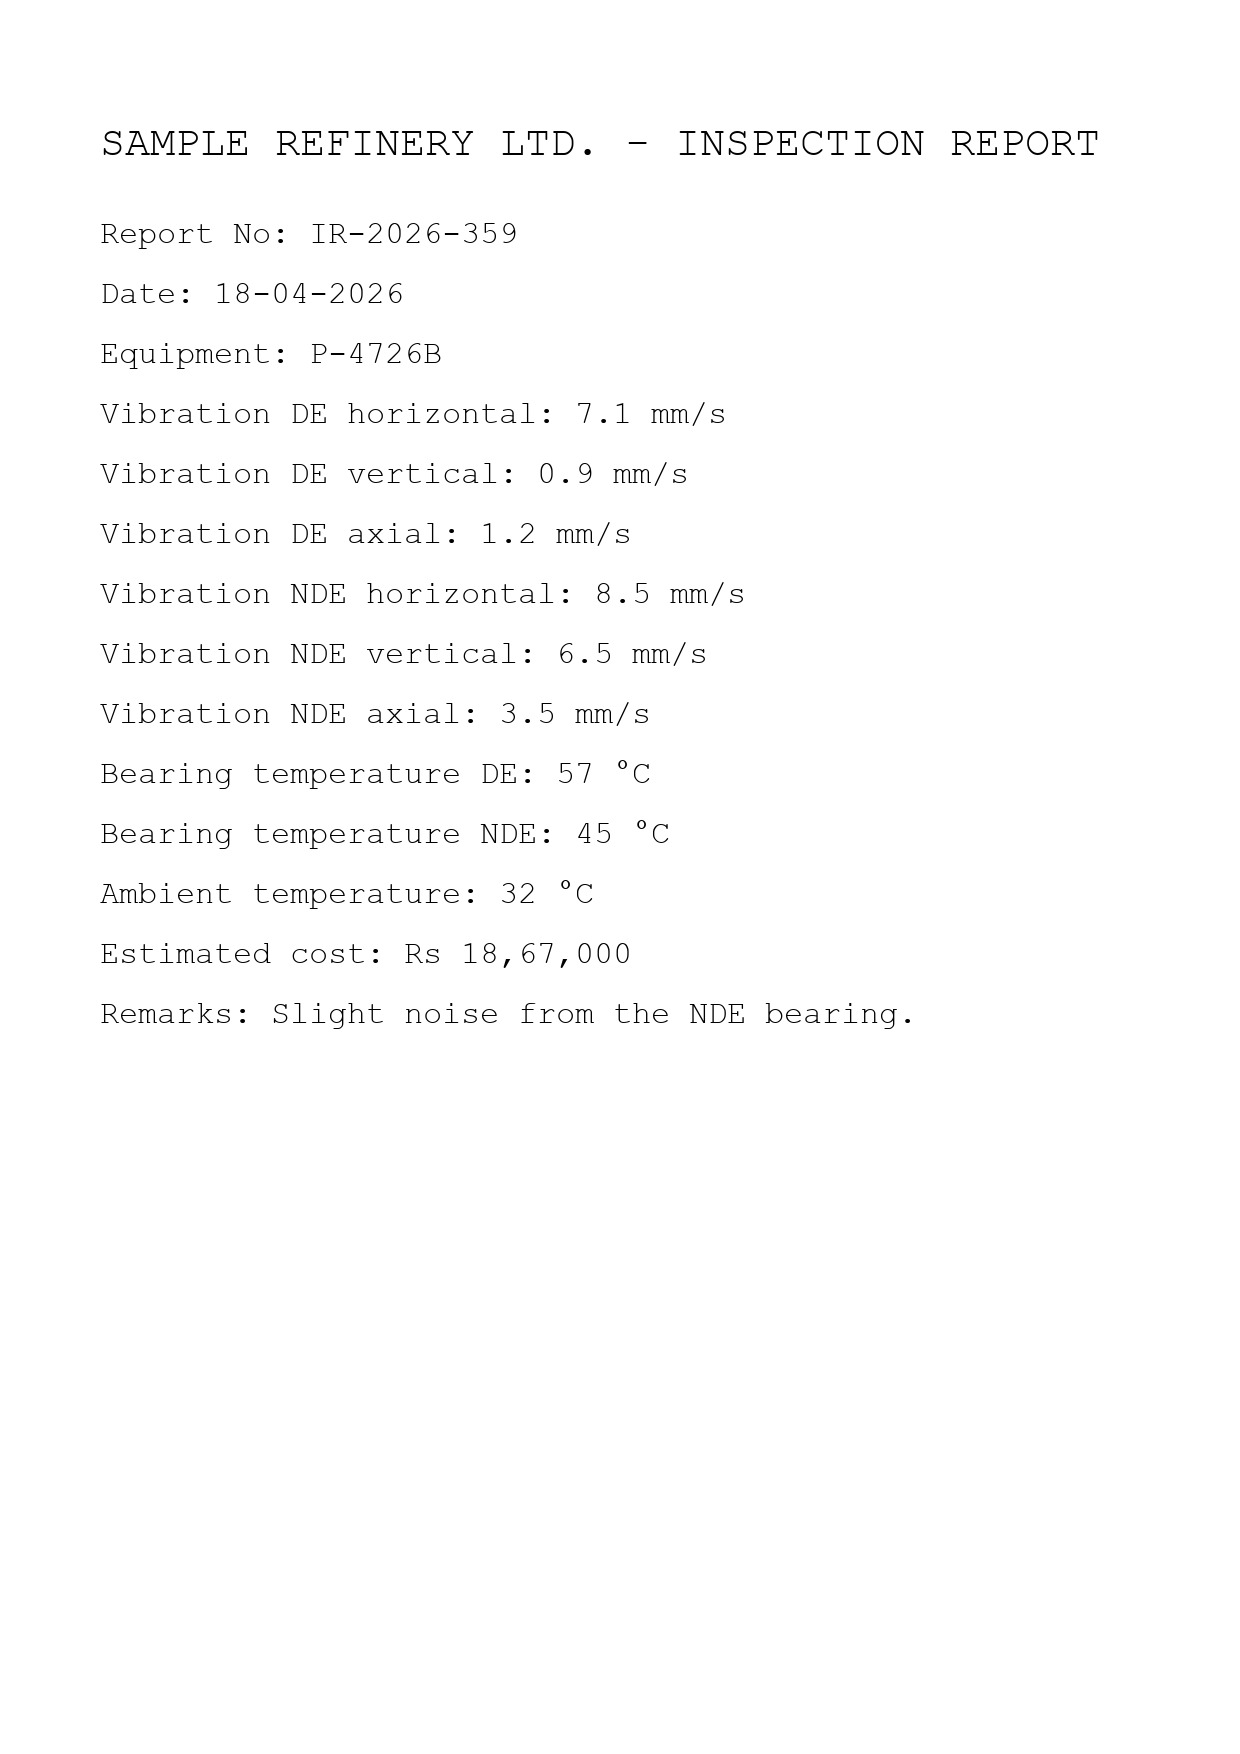 SAMPLE REFINERY LTD. - INSPECTION REPORT
Report No: IR-2026-359
Date: 18-04-2026
Equipment: P-4726B
Vibration DE horizontal: 7.1 mm/s
Vibration DE vertical: 0.9 mm/s
Vibration DE axial: 1.2 mm/s
Vibration NDE horizontal: 8.5 mm/s
Vibration NDE vertical: 6.5 mm/s
Vibration NDE axial: 3.5 mm/s
Bearing temperature DE: 57 °C
Bearing temperature NDE: 45 °C
Ambient temperature: 32 °C
Estimated cost: Rs 18,67,000
Remarks: Slight noise from the NDE bearing.